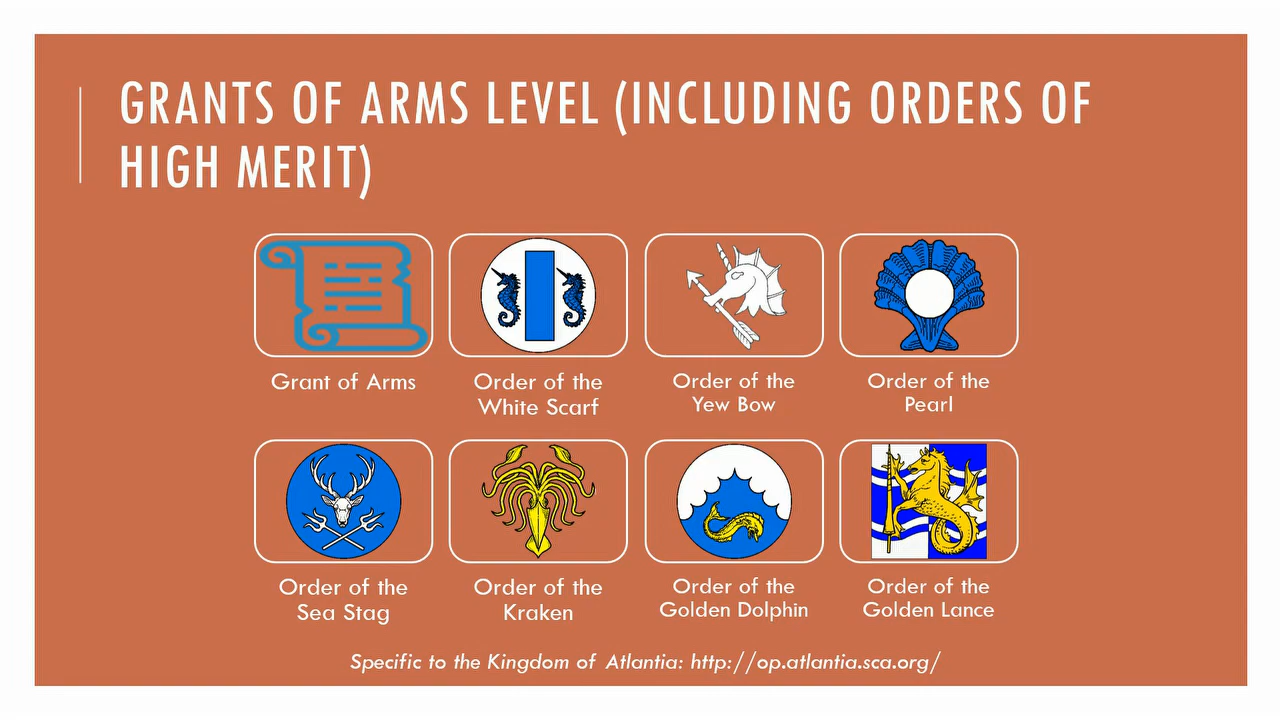 GRANTS OF ARMS LEVEL (INCLUDING ORDERS OF
HIGH MERIT)
Grant of Arms
Order of the
White Scarf
Order of the
Yew Bow
Order of the
Pearl
Order of the
Sea Stag
Order of the
Kraken
Order of the
Golden Dolphin
Order of the
Golden Lance
Specific to the Kingdom of Atlantia: http://op.atlantia.sca.org/